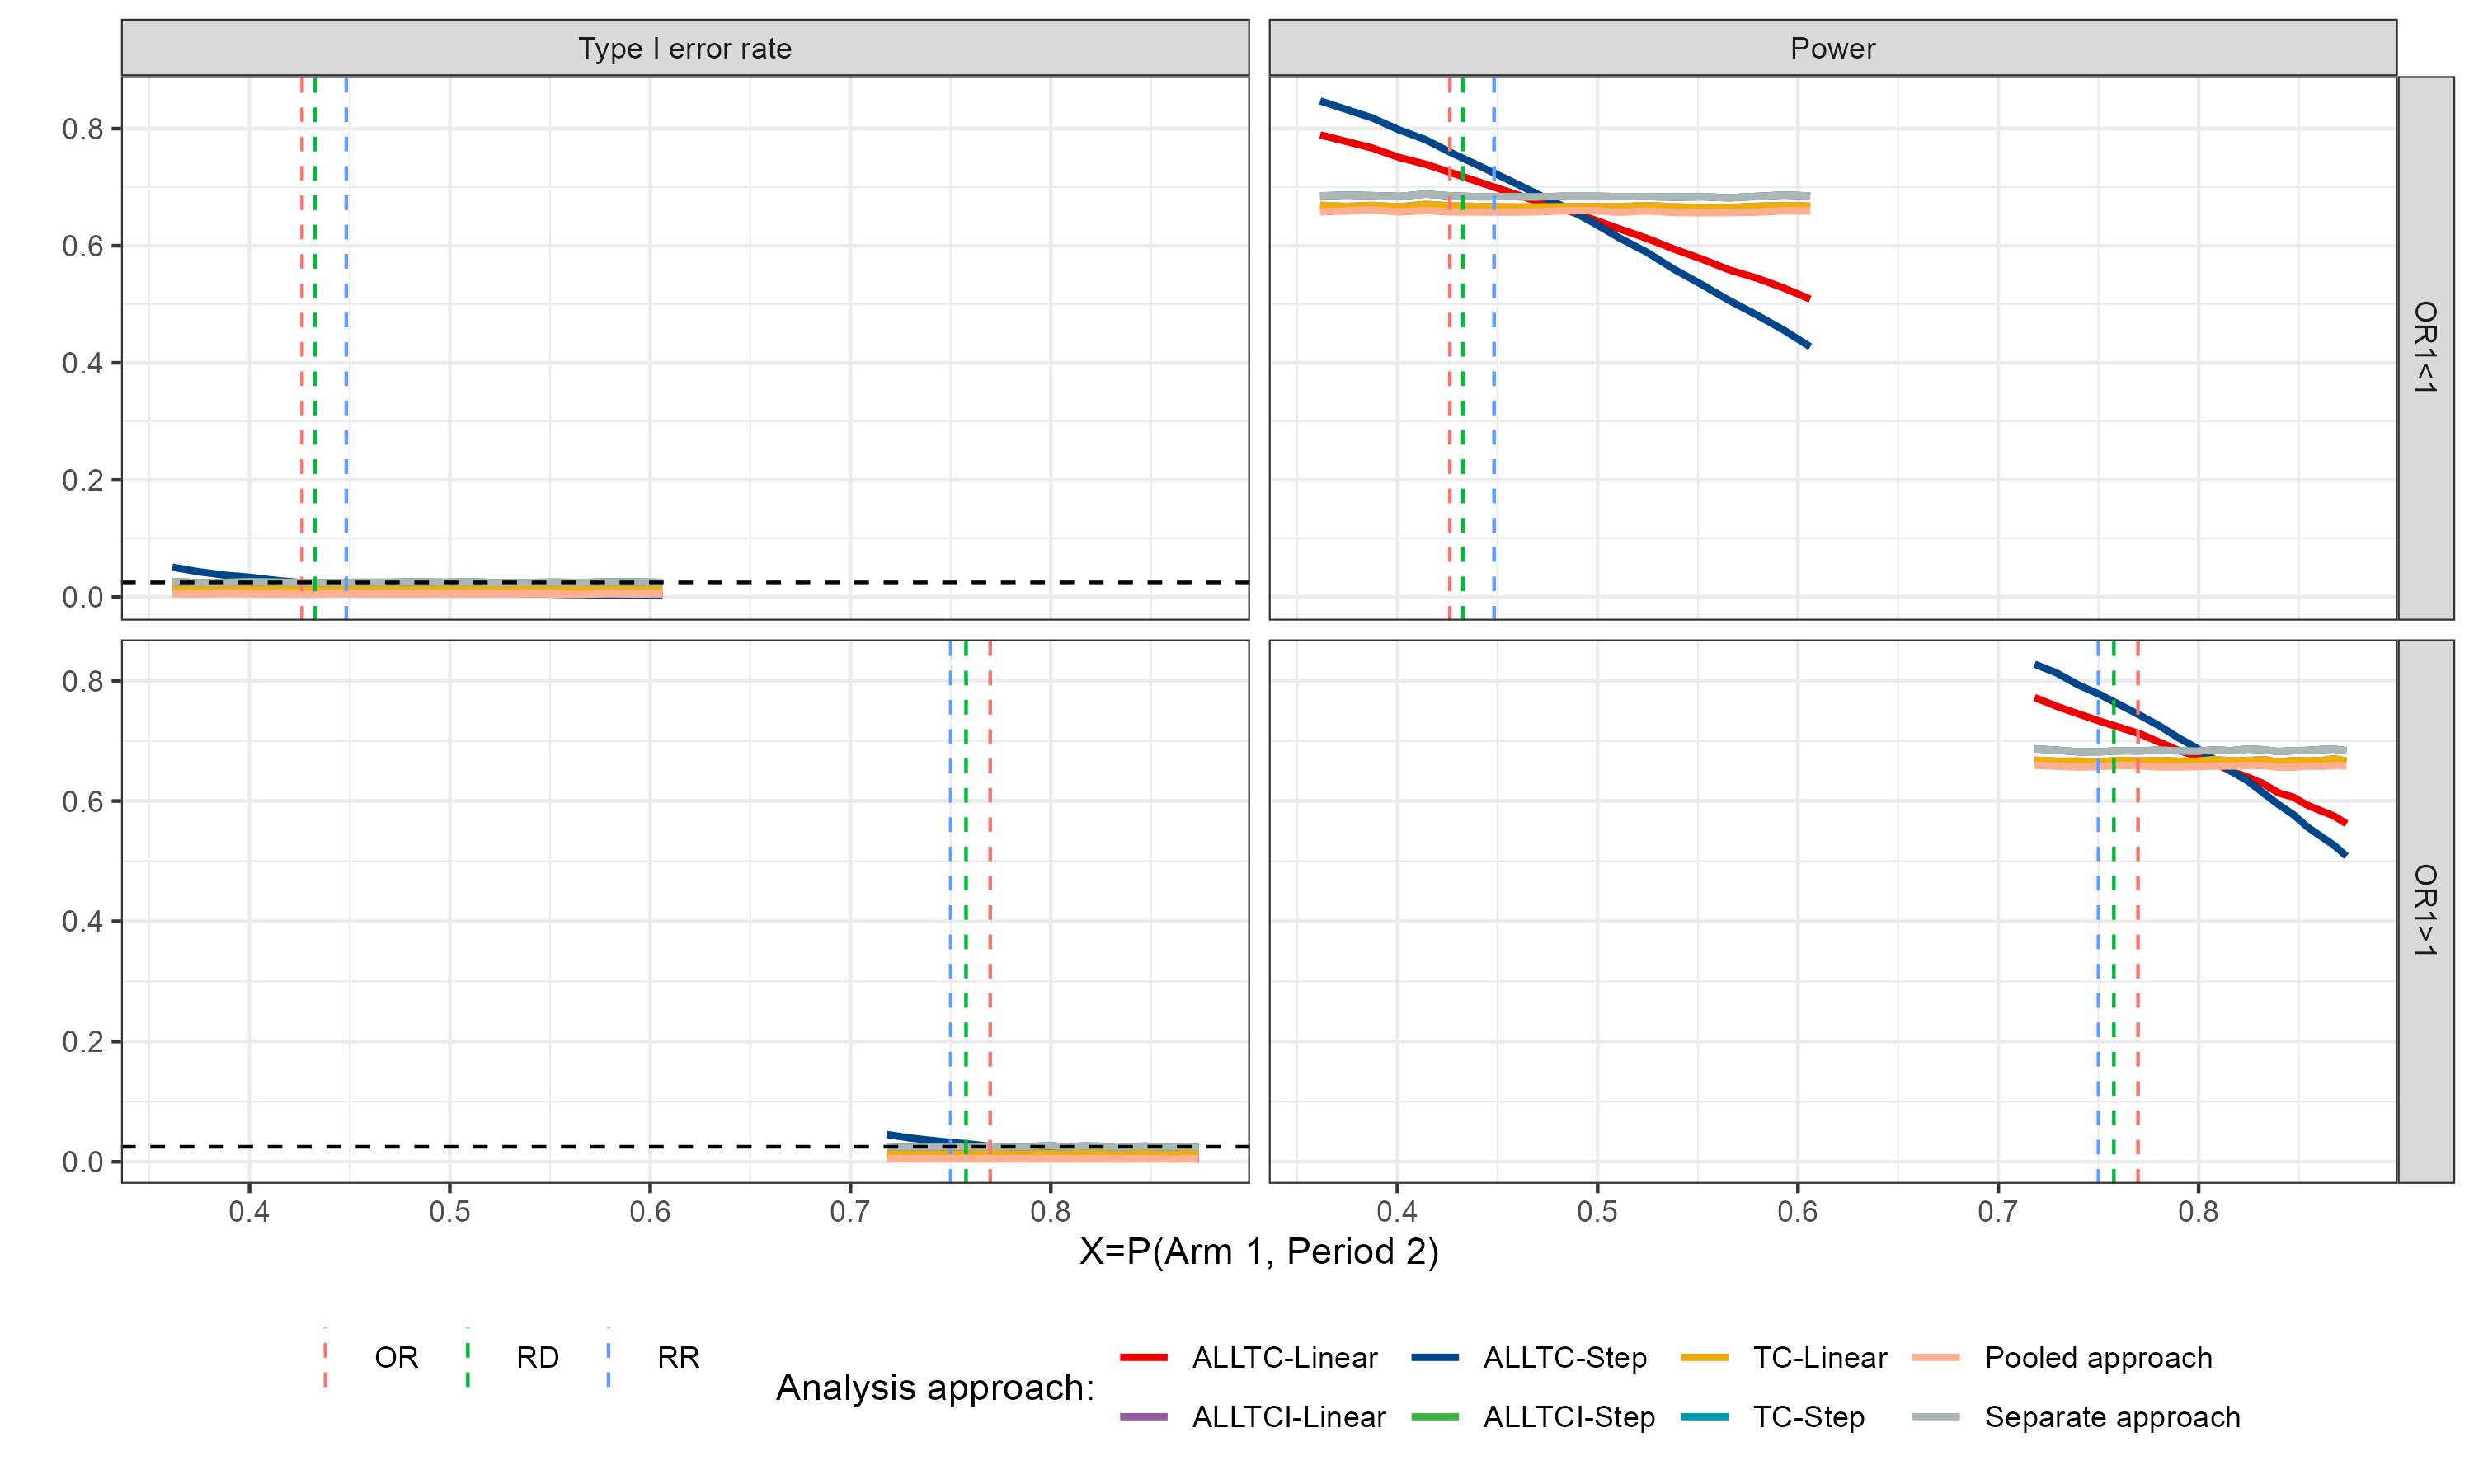 Type I error rate
Power
0.8
0.6
0.4
0.2
0.0
OR1<1
0.8
0.6
0.4
0.2
0.0
OR1>1
0.4 0.5 0.6 0.7 0.8
0.4 0.5 0.6 0.7 0.8
X=P(Arm 1, Period 2)
OR RD RR
Analysis approach:
ALLTC-Linear ALLTC-Step TC-Linear Pooled approach
ALLTCI-Linear ALLTCI-Step TC-Step Separate approach